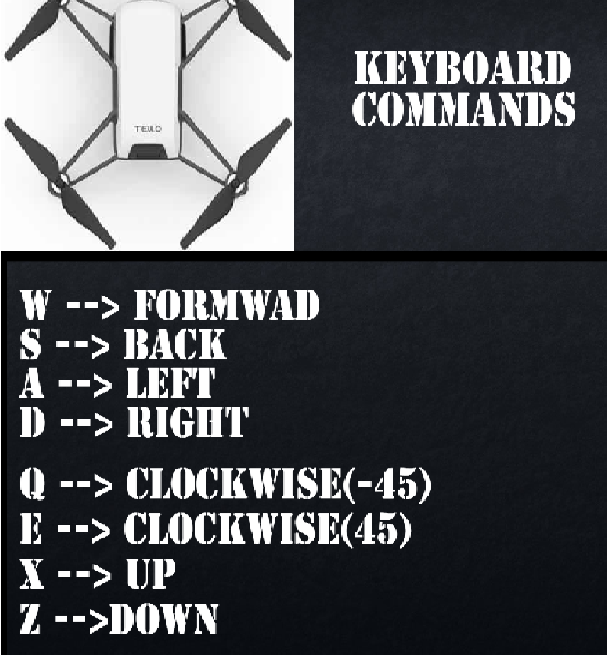 TELLO
KEYBOARD
COMMANDS
W --> FORMWAD
S --> BACK
A --> LEFT
D --> RIGHT
Q --> CLOCKWISE(-45)
E --> CLOCKWISE(45)
X --> UP
Z -->DOWN